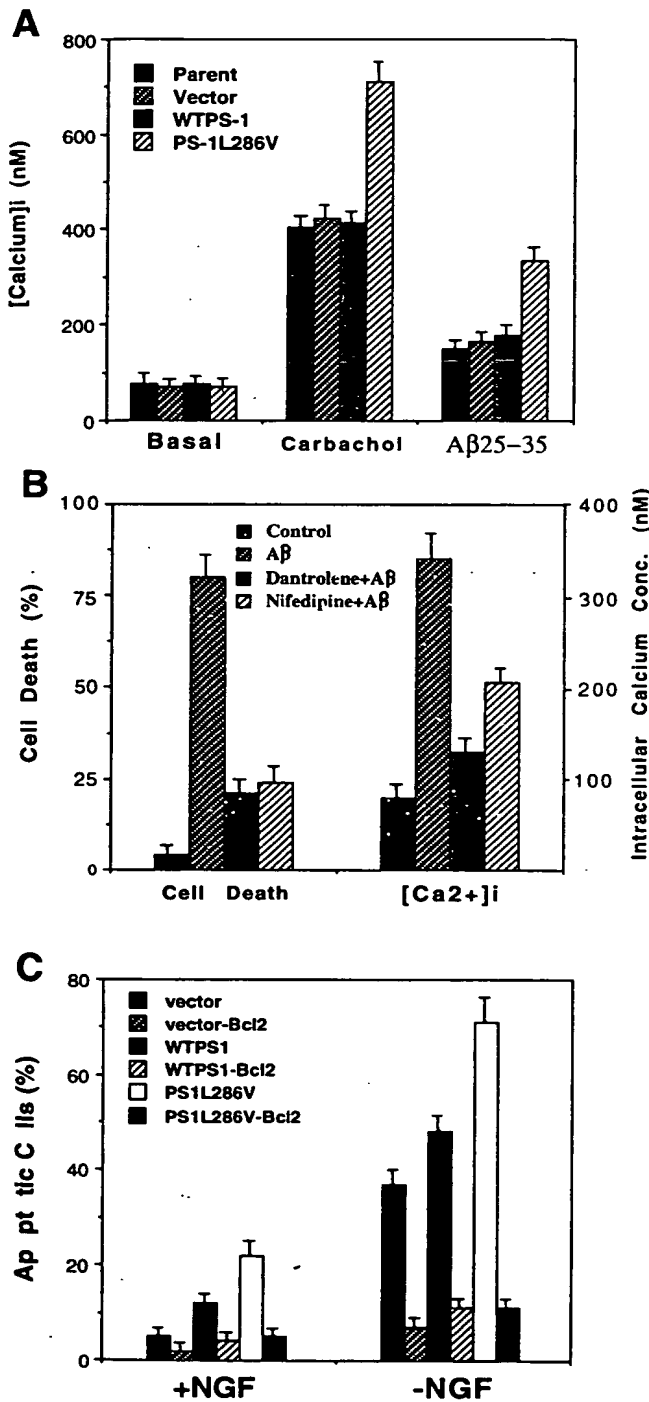 A
800
600
400
200
0
[Calcium]i (nM)
Parent
Vector
WTPS-1
PS-1L286V
Basal
Carbachol
Aβ25–35
B
100
75
50
25
0
Cell Death (%)
Control
Aβ
Dantrolene+Aβ
Nifedipine+Aβ
400
300
200
100
Intracellular Calcium Conc. (nM)
Cell Death
[Ca2+]i
C
80
60
40
20
0
Ap pt tic C lls (%)
vector
vector-Bcl2
WTPS1
WTPS1-Bcl2
PS1L286V
PS1L286V-Bcl2
+NGF
-NGF